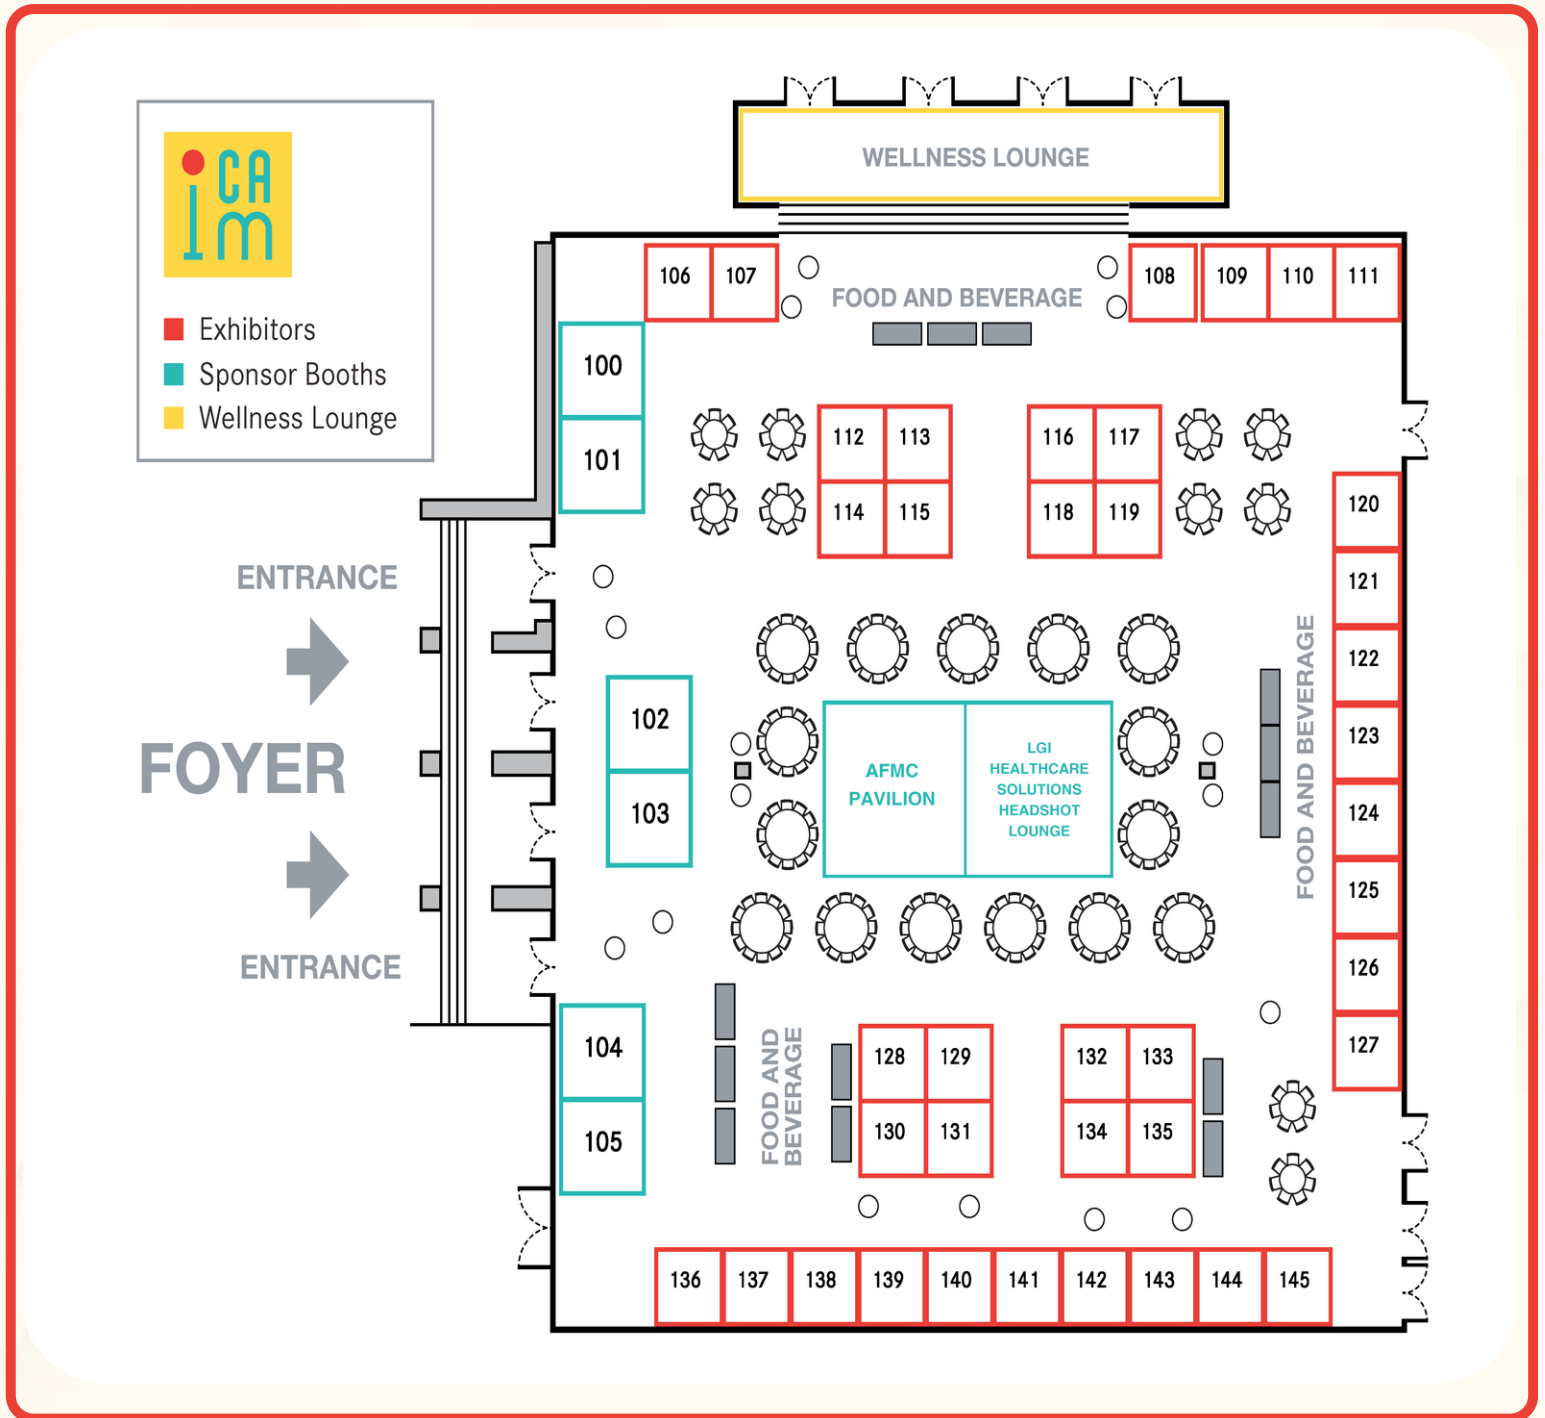 iCAm
Exhibitors
Sponsor Booths
Wellness Lounge
WELLNESS LOUNGE
106 107
108 109 110 111
FOOD AND BEVERAGE
100
101
112 113
114 115
116 117
118 119
120
121
122
123
124
125
126
127
ENTRANCE
FOYER
ENTRANCE
102
103
AFMC
PAVILION
LGI
HEALTHCARE
SOLUTIONS
HEADSHOT
LOUNGE
FOOD AND BEVERAGE
104
105
FOOD AND
BEVERAGE
128 129
130 131
132 133
134 135
136 137 138 139 140 141 142 143 144 145